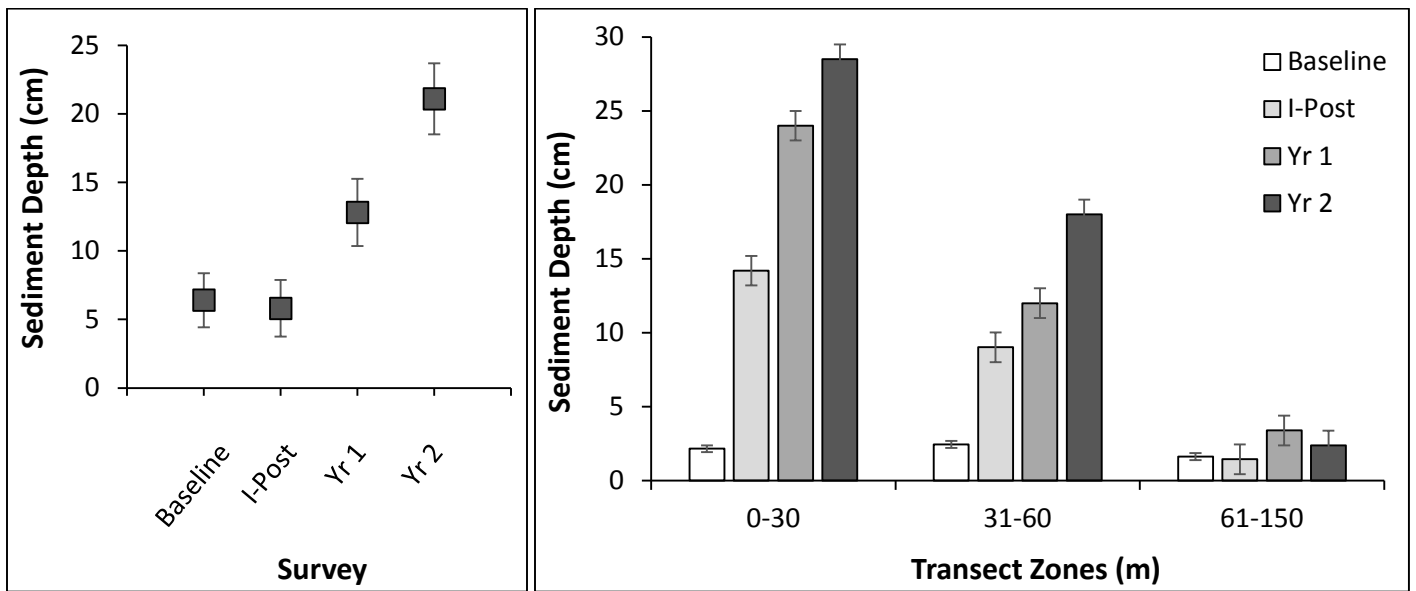 Sediment Depth (cm)
25
20
15
10
5
0
Baseline
I-Post
Yr 1
Yr 2
Survey
Sediment Depth (cm)
30
25
20
15
10
5
0
0-30
31-60
61-150
Transect Zones (m)
Baseline
I-Post
Yr 1
Yr 2